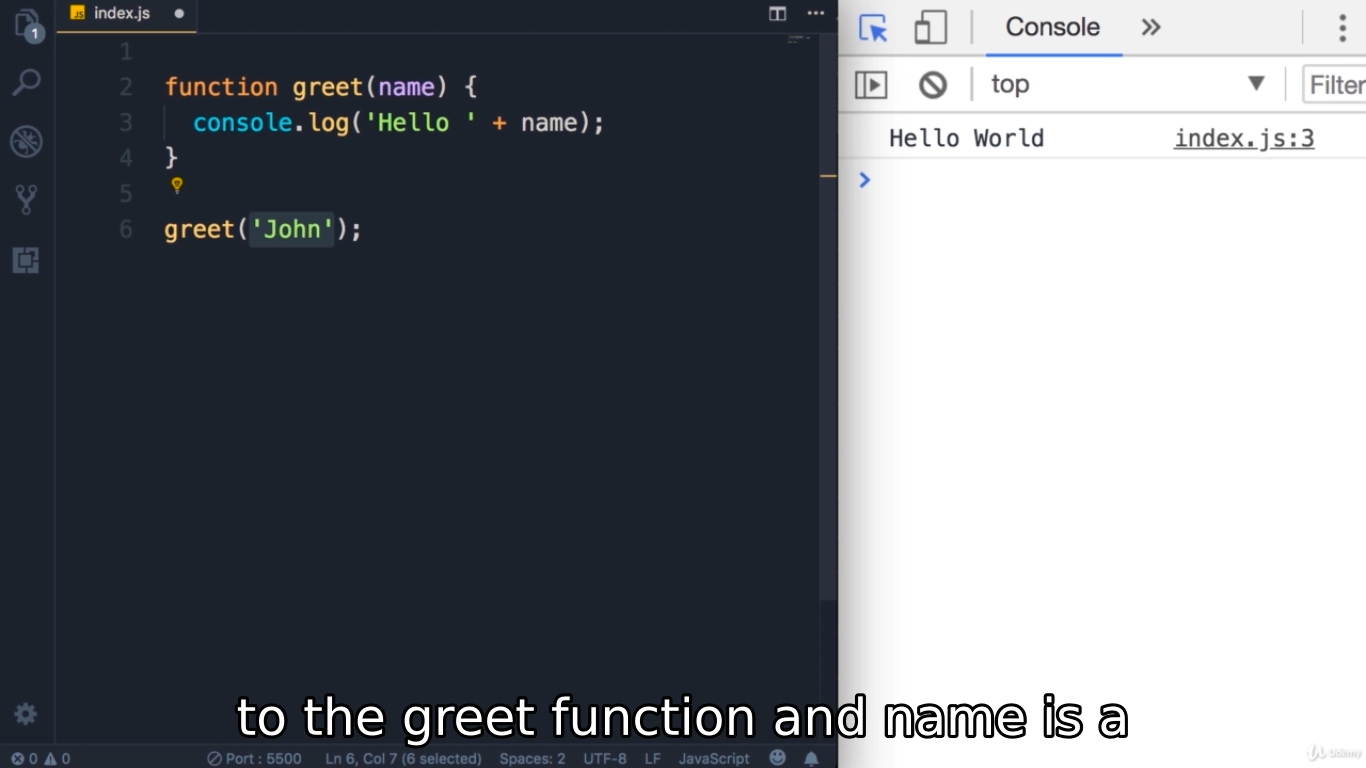 index.js
1
1
2 function greet(name) {
3 console.log('Hello ' + name);
4 }
5
6 greet('John');
Console
top
Filter
Hello World index.js:3
to the greet function and name is a
0 0 Port : 5500 Ln 6, Col 7 (6 selected) Spaces: 2 UTF-8 LF JavaScript
Udemy